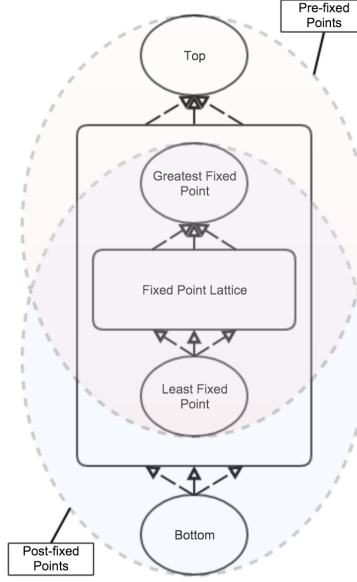 Pre-fixed
Points
Top
Greatest Fixed
Point
Fixed Point Lattice
Least Fixed
Point
Bottom
Post-fixed
Points